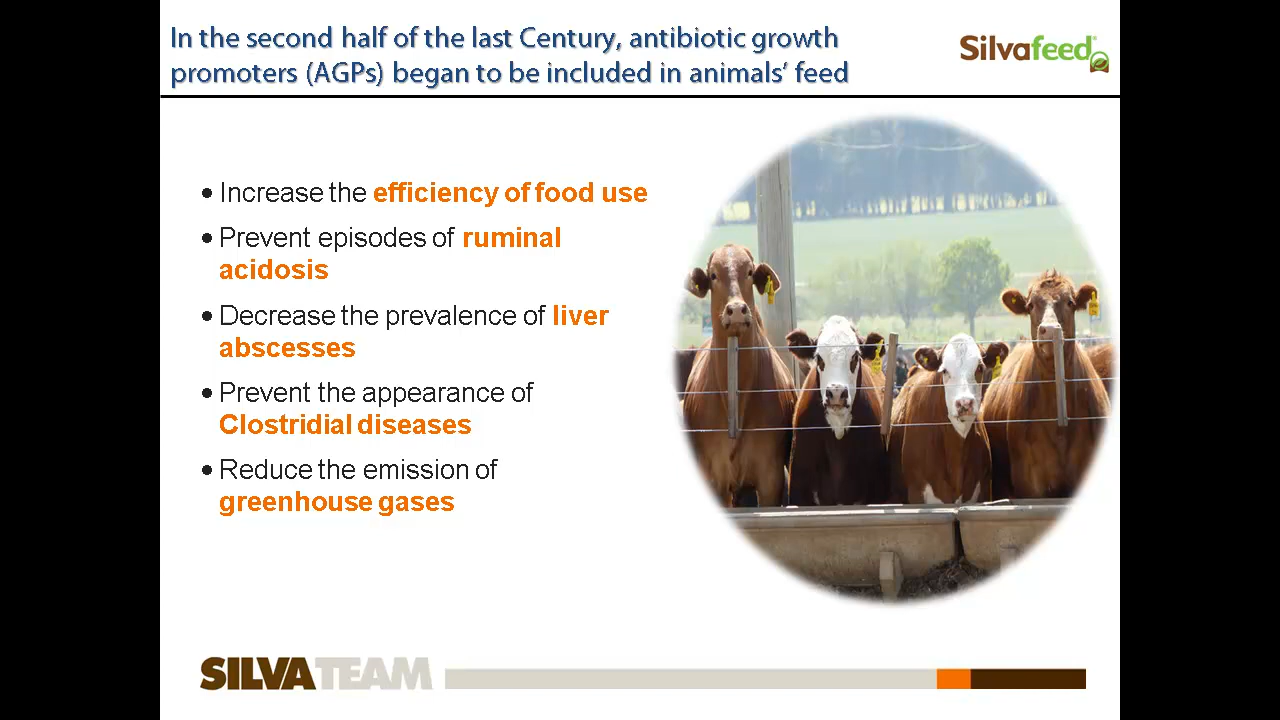 In the second half of the last Century, antibiotic growth
promoters (AGPs) began to be included in animals' feed
Silvafeed®
• Increase the efficiency of food use
• Prevent episodes of ruminal
acidosis
• Decrease the prevalence of liver
abscesses
• Prevent the appearance of
Clostridial diseases
• Reduce the emission of
greenhouse gases
SILVATEAM